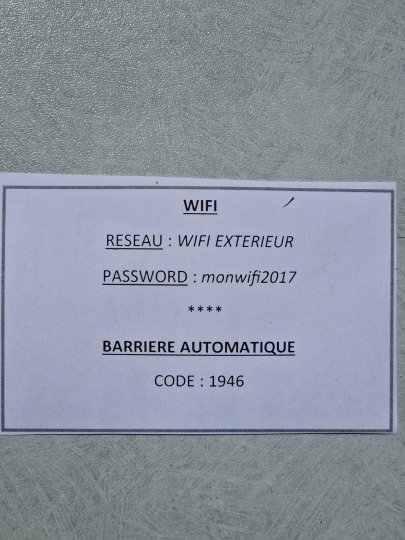 WIFI
RESEAU : WIFI EXTERIEUR
PASSWORD : monwifi2017
****
BARRIERE AUTOMATIQUE
CODE : 1946